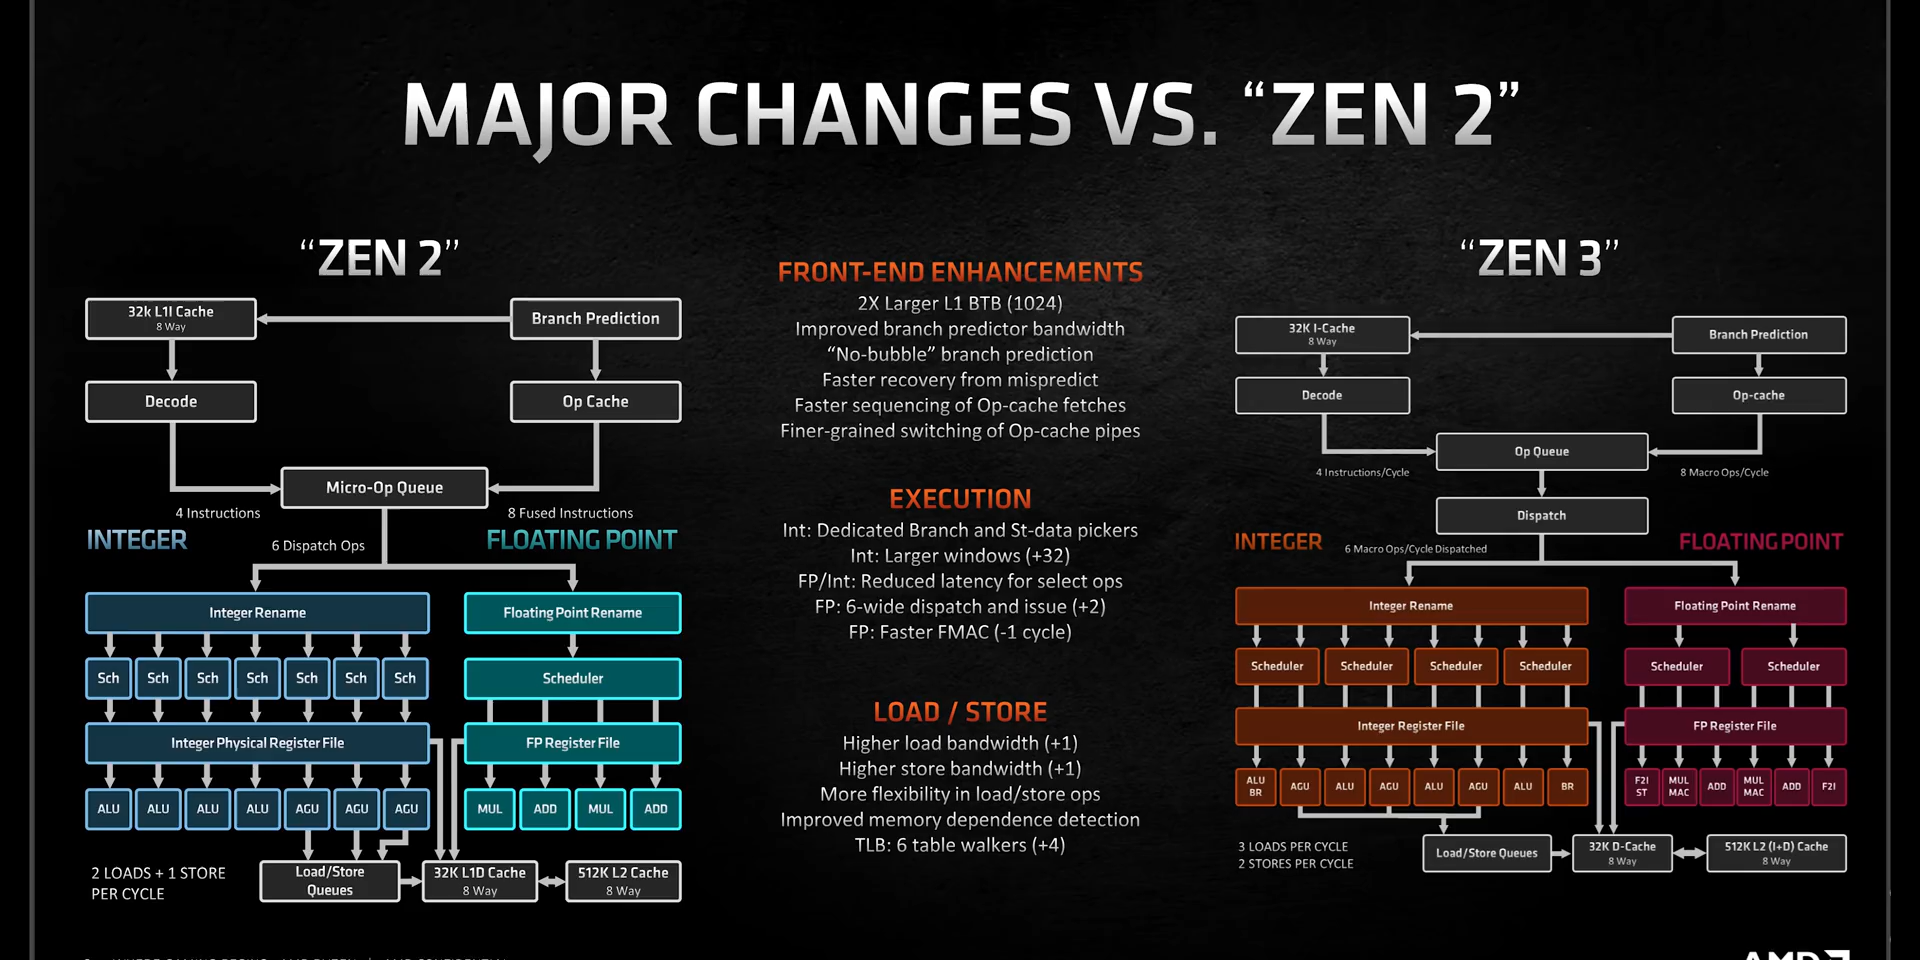 MAJOR CHANGES VS. “ZEN 2”
“ZEN 2”
32k L1I Cache
8 Way
Branch Prediction
Decode
Op Cache
Micro-Op Queue
4 Instructions
8 Fused Instructions
INTEGER
6 Dispatch Ops
FLOATING POINT
Integer Rename
Floating Point Rename
Sch Sch Sch Sch Sch Sch Sch
Scheduler
Integer Physical Register File
FP Register File
ALU ALU ALU ALU AGU AGU AGU
MUL ADD MUL ADD
2 LOADS + 1 STORE
PER CYCLE
Load/Store
Queues
32K L1D Cache
8 Way
512K L2 Cache
8 Way
FRONT-END ENHANCEMENTS
2X Larger L1 BTB (1024)
Improved branch predictor bandwidth
“No-bubble” branch prediction
Faster recovery from mispredict
Faster sequencing of Op-cache fetches
Finer-grained switching of Op-cache pipes
EXECUTION
Int: Dedicated Branch and St-data pickers
Int: Larger windows (+32)
FP/Int: Reduced latency for select ops
FP: 6-wide dispatch and issue (+2)
FP: Faster FMAC (-1 cycle)
LOAD / STORE
Higher load bandwidth (+1)
Higher store bandwidth (+1)
More flexibility in load/store ops
Improved memory dependence detection
TLB: 6 table walkers (+4)
“ZEN 3”
32K I-Cache
8 Way
Branch Prediction
Decode
Op-cache
Op Queue
4 Instructions/Cycle
8 Macro Ops/Cycle
Dispatch
INTEGER
6 Macro Ops/Cycle Dispatched
FLOATING POINT
Integer Rename
Floating Point Rename
Scheduler Scheduler Scheduler Scheduler
Scheduler Scheduler
Integer Register File
FP Register File
ALU
BR
AGU
ALU
AGU
ALU
AGU
ALU
BR
F2I
ST
MUL
MAC
ADD
MUL
MAC
ADD
F2I
3 LOADS PER CYCLE
2 STORES PER CYCLE
Load/Store Queues
32K D-Cache
8 Way
512K L2 (I+D) Cache
8 Way
AMD